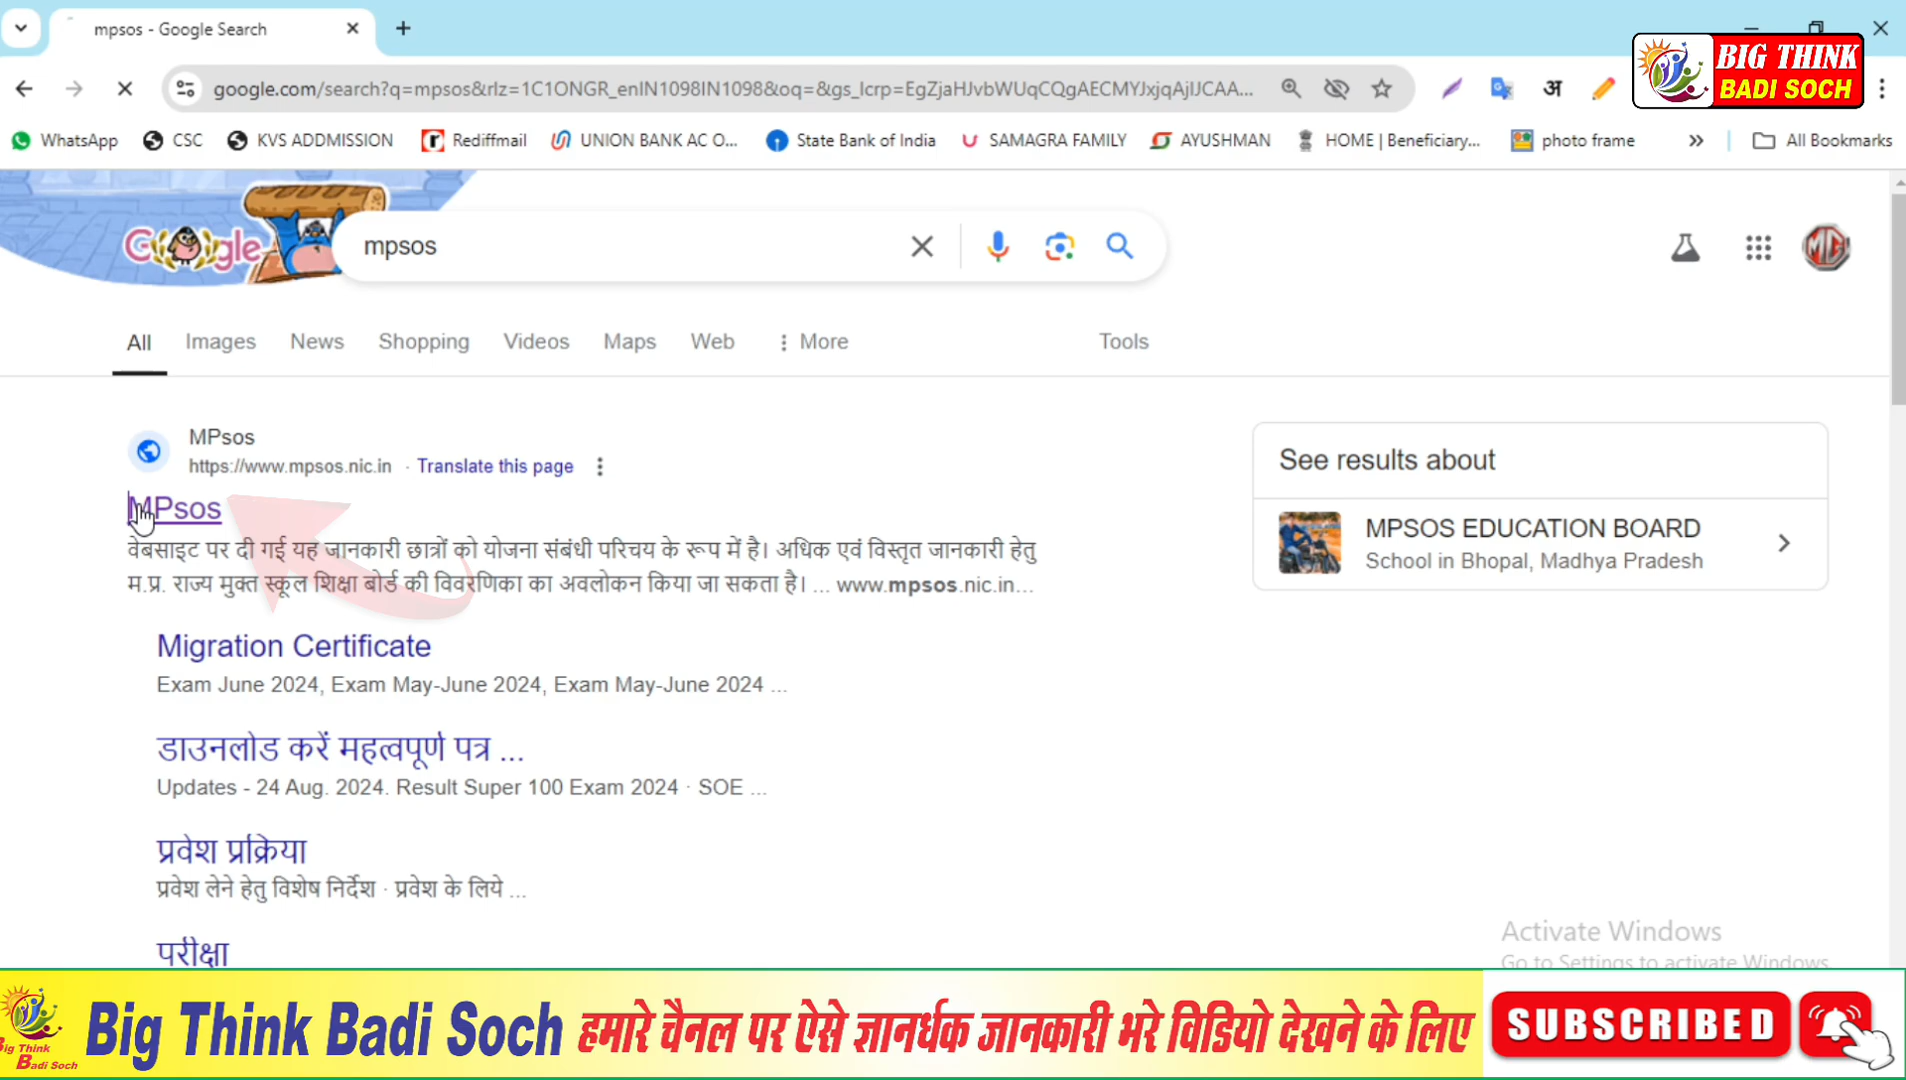 mpsos - Google Search
google.com/search?q=mpsos&rlz=1C1ONGR_enIN1098IN1098&oq=&gs_lcrp=EgZjaHJvbWUqCQgAECMYJxjqAjIJCAA...
BIG THINK
BADI SOCH
WhatsApp
CSC
KVS ADDMISSION
Rediffmail
UNION BANK AC O...
State Bank of India
SAMAGRA FAMILY
AYUSHMAN
HOME | Beneficiary...
photo frame
All Bookmarks
Google
mpsos
All
Images
News
Shopping
Videos
Maps
Web
More
Tools
MPsos
https://www.mpsos.nic.in · Translate this page
MPsos
वेबसाइट पर दी गई यह जानकारी छात्रों को योजना संबंधी परिचय के रूप में है। अधिक एवं विस्तृत जानकारी हेतु
म.प्र. राज्य मुक्त स्कूल शिक्षा बोर्ड की विवरणिका का अवलोकन किया जा सकता है। ... www.mpsos.nic.in...
See results about
MPSOS EDUCATION BOARD
School in Bhopal, Madhya Pradesh
Migration Certificate
Exam June 2024, Exam May-June 2024, Exam May-June 2024 ...
डाउनलोड करें महत्वपूर्ण पत्र ...
Updates - 24 Aug. 2024. Result Super 100 Exam 2024 · SOE ...
प्रवेश प्रक्रिया
प्रवेश लेने हेतु विशेष निर्देश · प्रवेश के लिये ...
परीक्षा
Activate Windows
Go to Settings to activate Windows.
Big Think
Badi Soch
Big Think Badi Soch हमारे चैनल पर ऐसे ज्ञानर्धक जानकारी भरे विडियो देखने के लिए
SUBSCRIBED